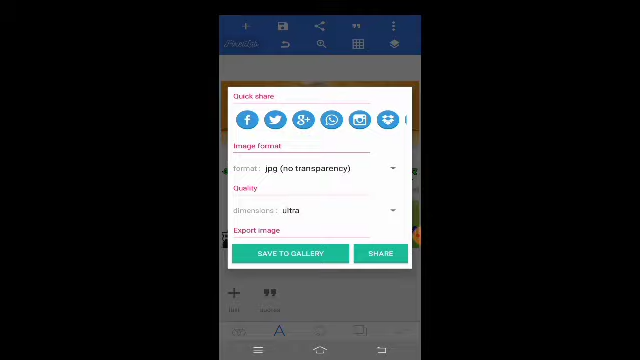 PixelLab
Quick share
Image format
format : jpg (no transparency)
Quality
dimensions : ultra
Export image
SAVE TO GALLERY
SHARE
text
quotes